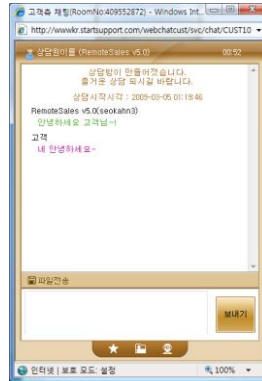 고객측 채팅(RoomNo:409552872) - Windows Int...
http://wwwkr.startsupport.com/webchatcust/svc/chat/CUST10
상담원이름 (RemoteSales v5.0) 00:52
상담방이 만들어졌습니다.
즐거운 상담 되시길 바랍니다.
상담시작시각 : 2009-03-05 01:19:46
RemoteSales v5.0(seokahn3)
안녕하세요 고객님~!
고객
네 안녕하세요~
파일전송
보내기
인터넷 | 보호 모드: 설정 100%